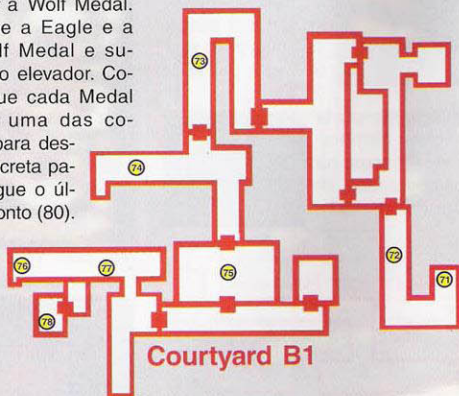 a Wolf Medal.
e a Eagle e a
lf Medal e su-
o elevador. Co-
ue cada Medal
uma das co-
para des-
creta pa-
gue o úl-
onto (80).
73
74
76
77
75
72
71
78
Courtyard B1